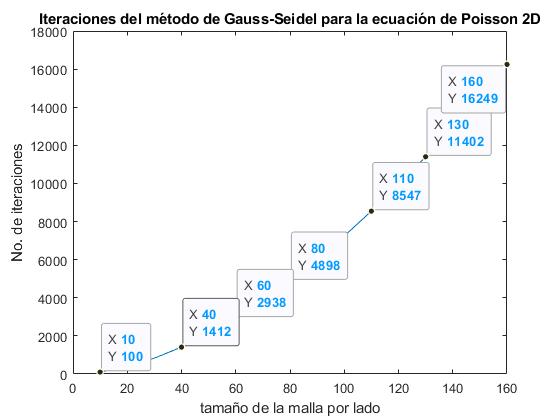 Iteraciones del método de Gauss-Seidel para la ecuación de Poisson 2D
18000
16000
14000
12000
10000
8000
6000
4000
2000
0
No. de iteraciones
X 160
Y 16249
X 130
Y 11402
X 110
Y 8547
X 80
Y 4898
X 60
Y 2938
X 40
Y 1412
X 10
Y 100
0 20 40 60 80 100 120 140 160
tamaño de la malla por lado